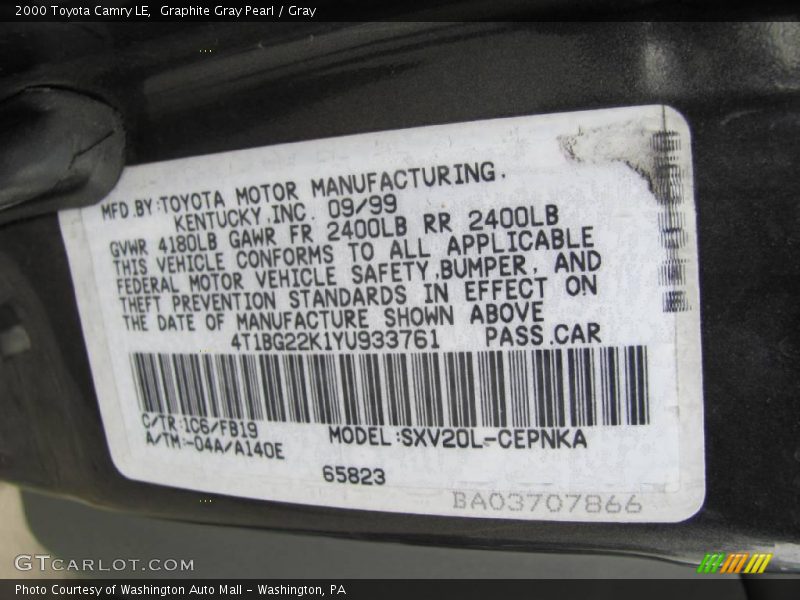 2000 Toyota Camry LE,  Graphite Gray Pearl / Gray
MFD.BY:TOYOTA MOTOR MANUFACTURING.
KENTUCKY,INC. 09/99
GVWR 4180LB GAWR FR 2400LB RR 2400LB
THIS VEHICLE CONFORMS TO ALL APPLICABLE
FEDERAL MOTOR VEHICLE SAFETY,BUMPER, AND
THEFT PREVENTION STANDARDS IN EFFECT ON
THE DATE OF MANUFACTURE SHOWN ABOVE
4T1BG22K1YU933761 PASS.CAR
C/TR:1C6/FB19
A/TM:-04A/A140E
MODEL:SXV20L-CEPNKA
65823
BA03707866
GTCARLOT.COM
Photo Courtesy of Washington Auto Mall - Washington, PA